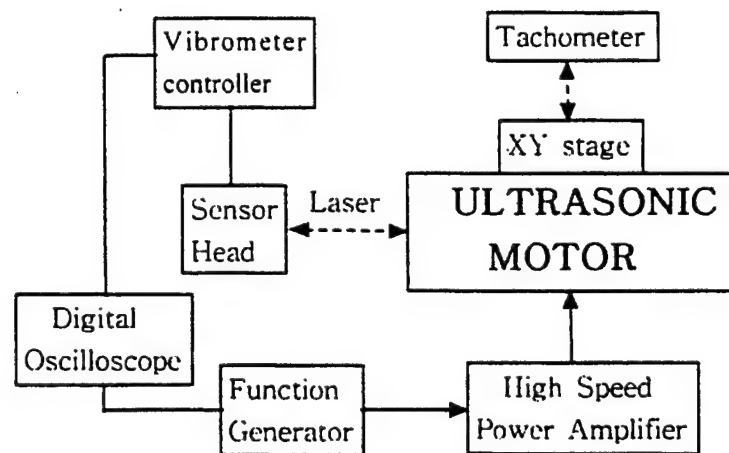 Vibrometer
controller
Tachometer
XY stage
Sensor
Head
Laser
ULTRASONIC
MOTOR
Digital
Oscilloscope
Function
Generator
High Speed
Power Amplifier